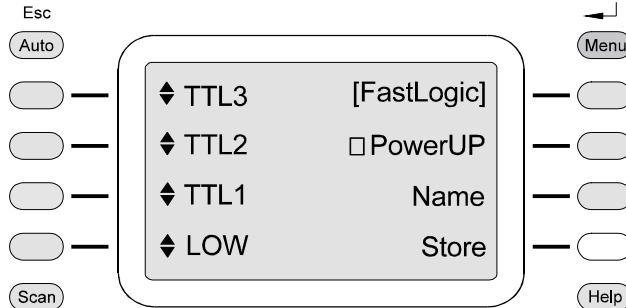 Esc
Auto
Menu
TTL3 [FastLogic]
TTL2 PowerUP
TTL1 Name
LOW Store
Scan
Help